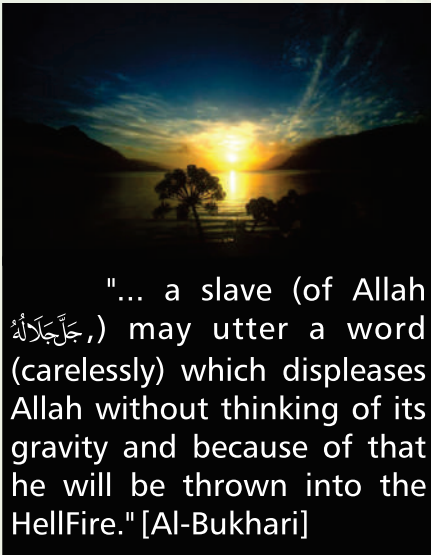 "... a slave (of Allah
جَلَّجَلَالُهُ,) may utter a word
(carelessly) which displeases
Allah without thinking of its
gravity and because of that
he will be thrown into the
HellFire." [Al-Bukhari]